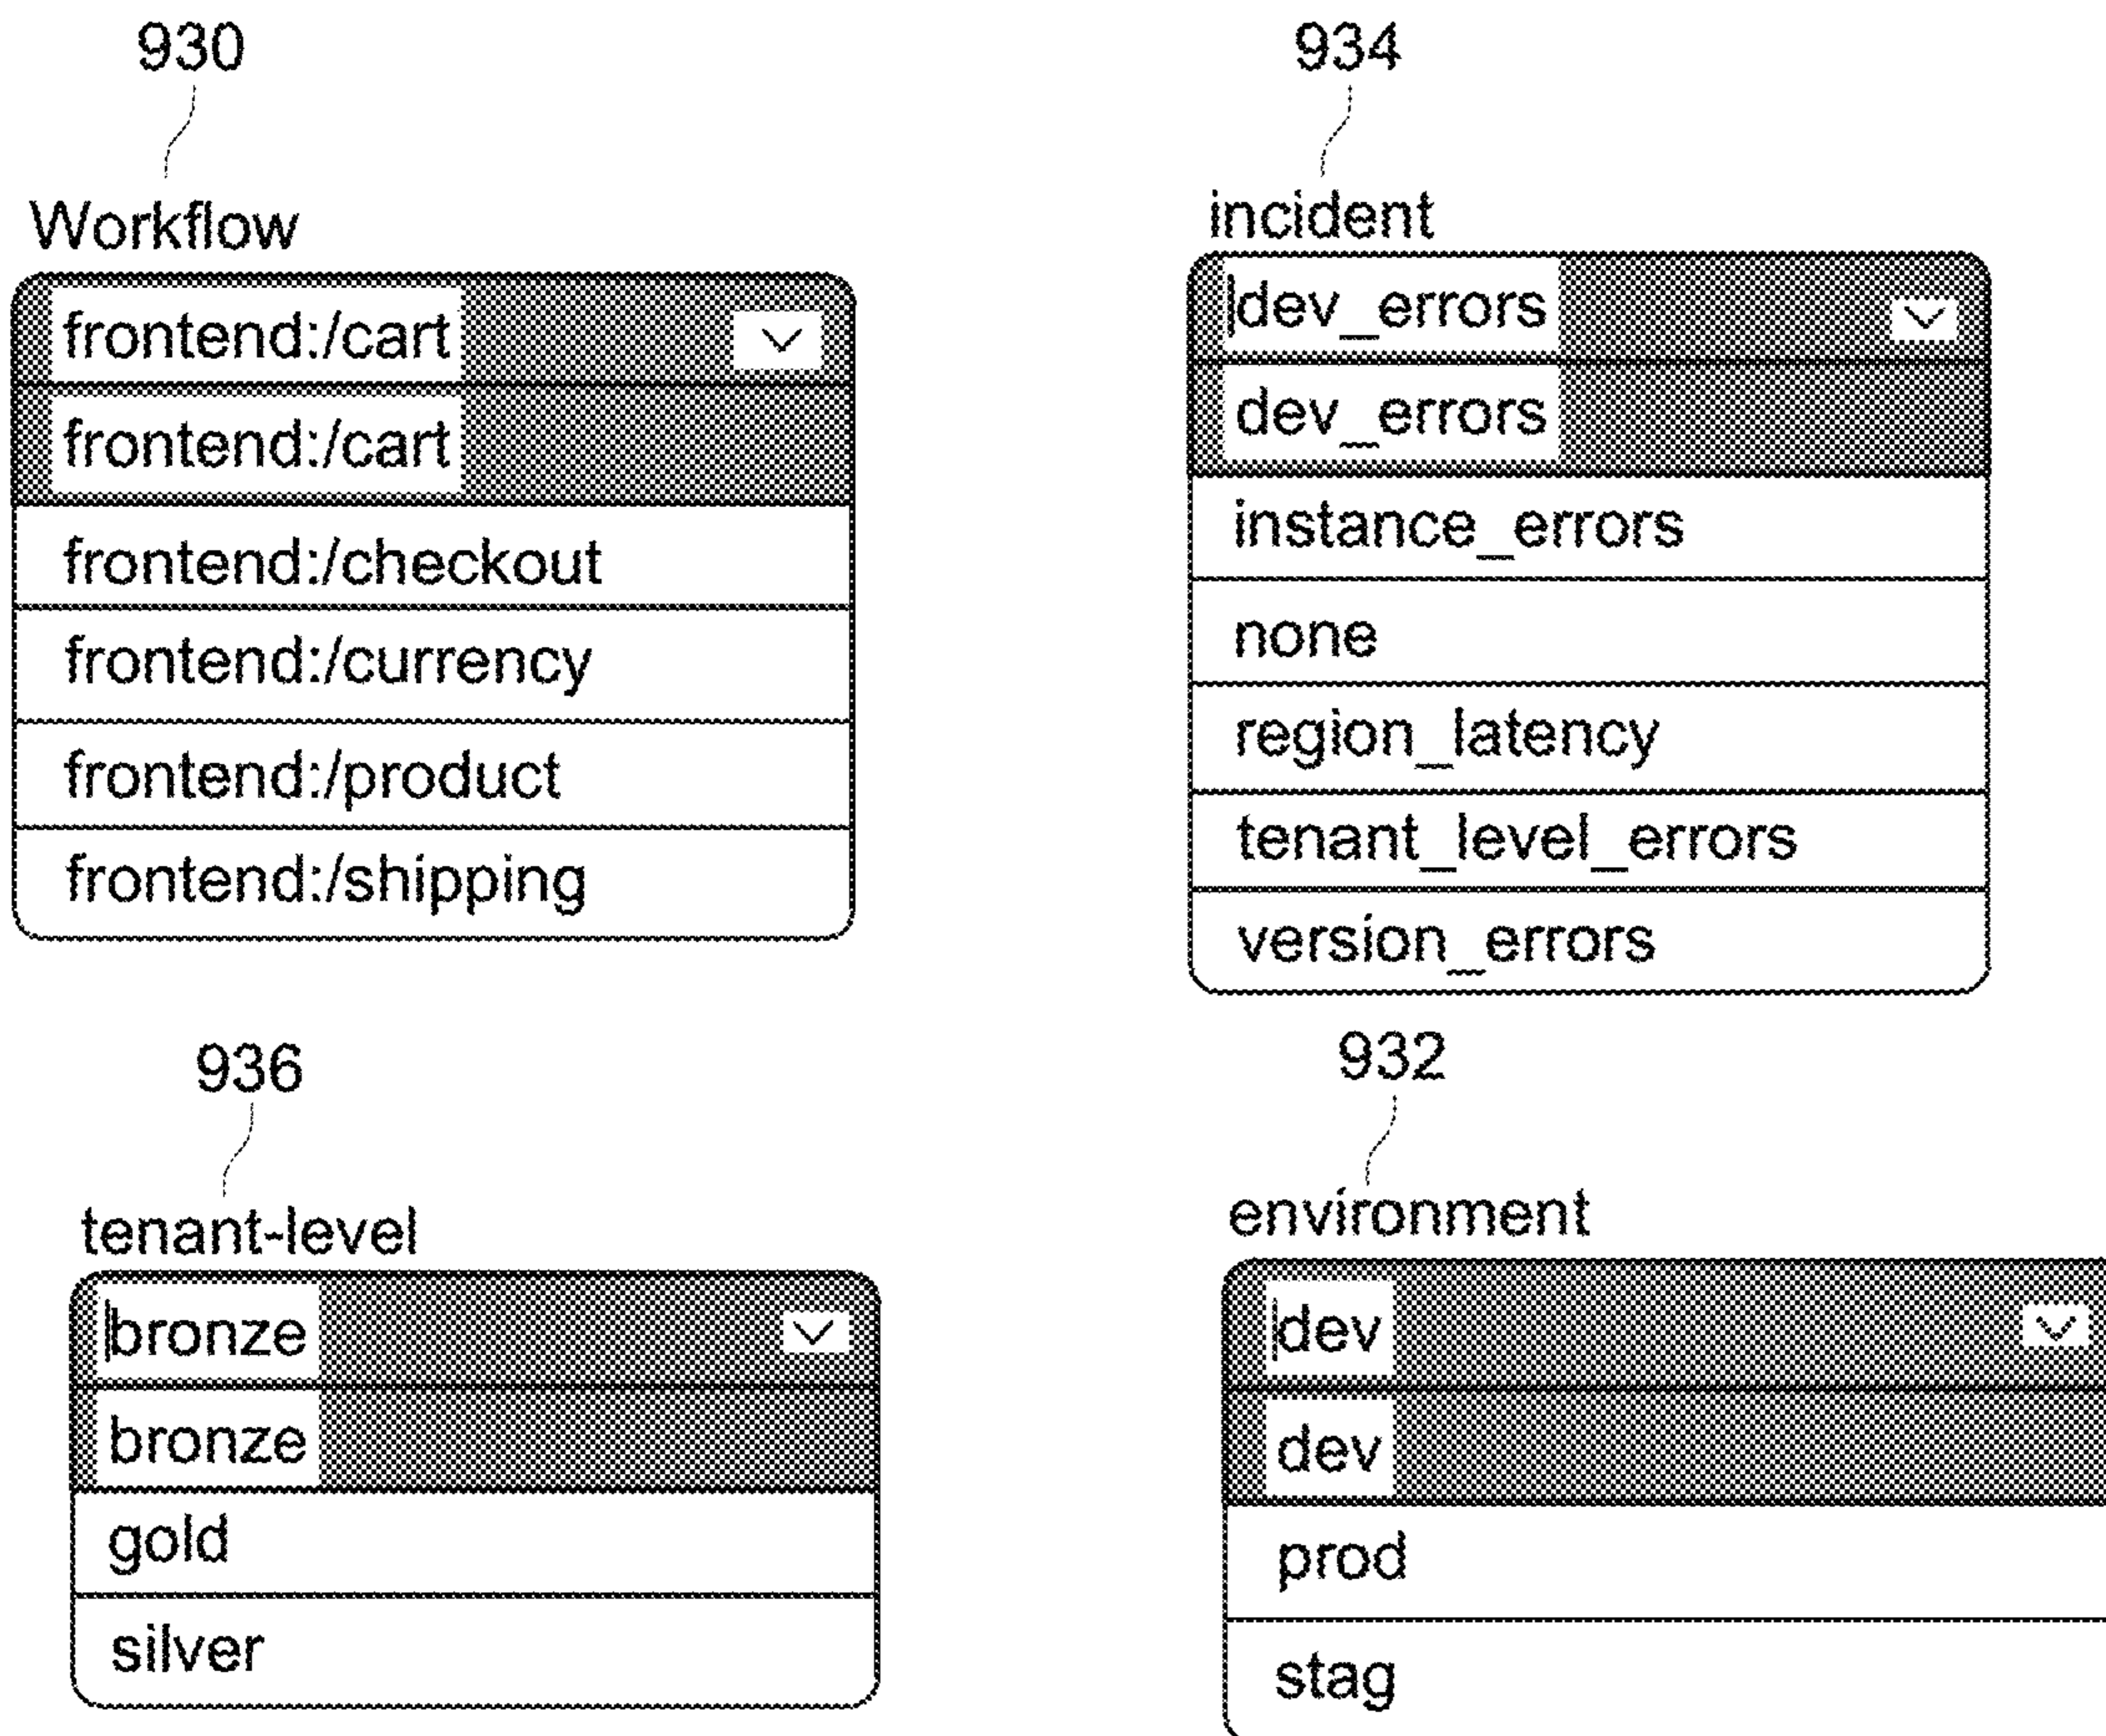 930
Workflow
frontend:/cart
frontend:/cart
frontend:/checkout
frontend:/currency
frontend:/product
frontend:/shipping
934
incident
dev_errors
dev_errors
instance_errors
none
region_latency
tenant_level_errors
version_errors
936
tenant-level
bronze
bronze
gold
silver
932
environment
dev
dev
prod
stag